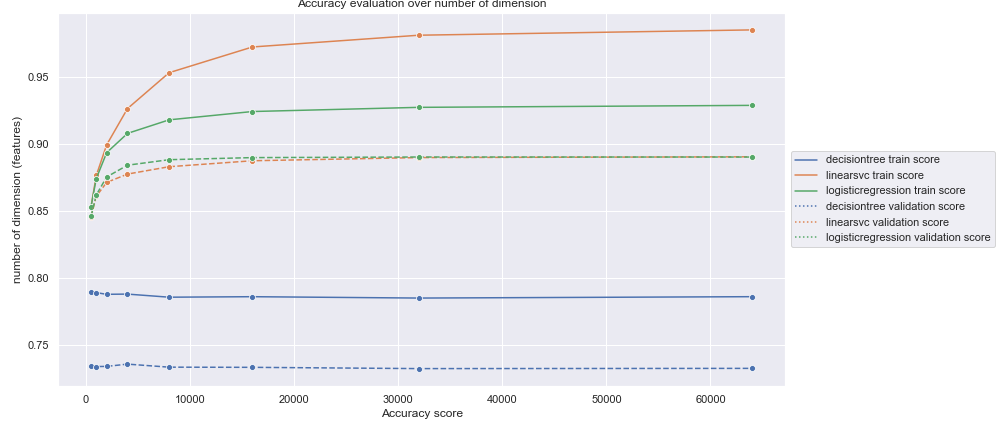 Accuracy evaluation over number of dimension
0.95
0.90
0.85
0.80
0.75
number of dimension (features)
0
10000
20000
30000
40000
50000
60000
Accuracy score
decisiontree train score
linearsvc train score
logisticregression train score
decisiontree validation score
linearsvc validation score
logisticregression validation score